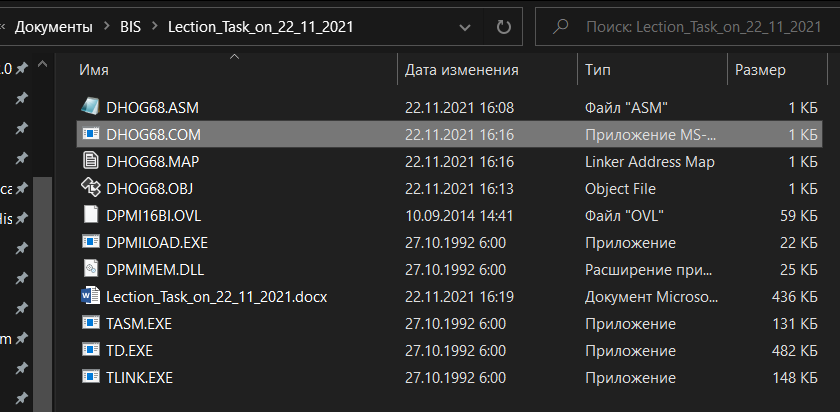 « Документы > BIS > Lection_Task_on_22_11_2021 Поиск: Lection_Task_on_22_11_2021
Имя Дата изменения Тип Размер
DHOG68.ASM 22.11.2021 16:08 Файл "ASM" 1 КБ
DHOG68.COM 22.11.2021 16:16 Приложение MS-... 1 КБ
DHOG68.MAP 22.11.2021 16:16 Linker Address Map 1 КБ
DHOG68.OBJ 22.11.2021 16:13 Object File 1 КБ
DPMI16BI.OVL 10.09.2014 14:41 Файл "OVL" 59 КБ
DPMILOAD.EXE 27.10.1992 6:00 Приложение 22 КБ
DPMIMEM.DLL 27.10.1992 6:00 Расширение при... 25 КБ
Lection_Task_on_22_11_2021.docx 22.11.2021 16:19 Документ Microso... 436 КБ
TASM.EXE 27.10.1992 6:00 Приложение 131 КБ
TD.EXE 27.10.1992 6:00 Приложение 482 КБ
TLINK.EXE 27.10.1992 6:00 Приложение 148 КБ